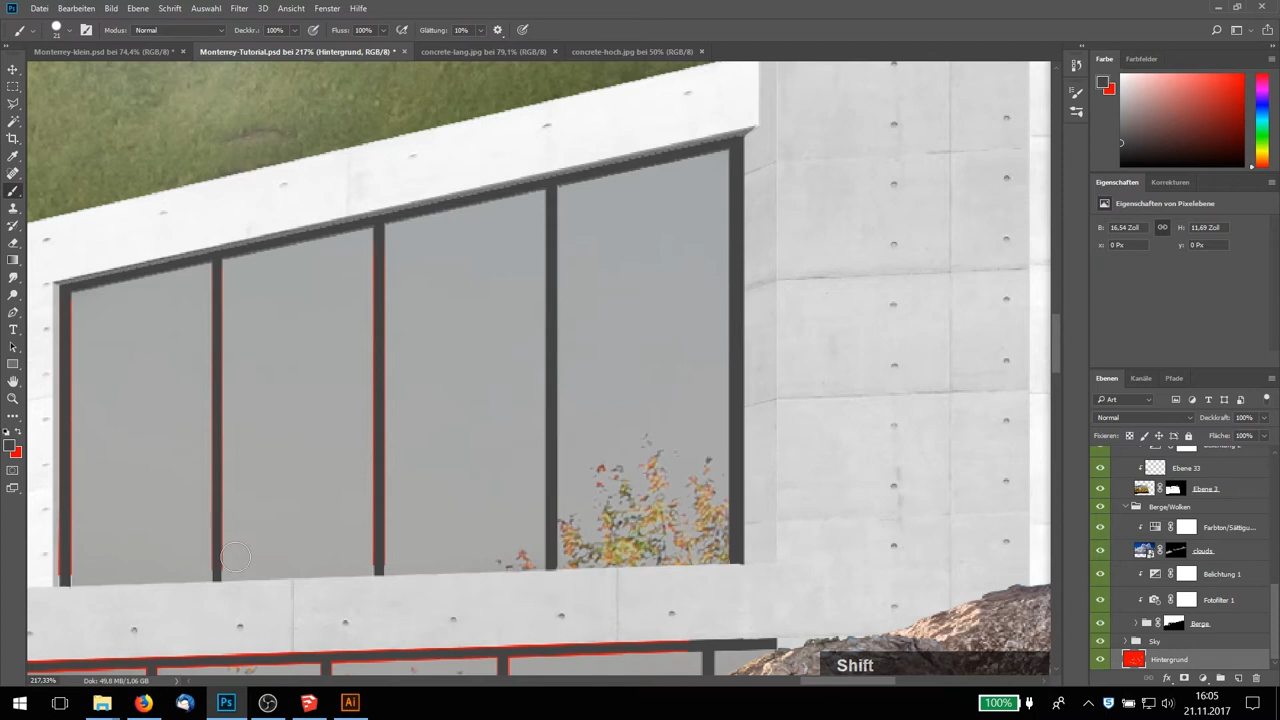 Datei Bearbeiten Bild Ebene Schrift Auswahl Filter 3D Ansicht Fenster Hilfe
21 Modus: Normal Deckkr.: 100% Fluss: 100% Glättung: 10%
Monterrey-klein.psd bei 74,4% (RGB/8) * × Monterrey-Tutorial.psd bei 217% (Hintergrund, RGB/8) * × concrete-lang.jpg bei 79,1% (RGB/8) × concrete-hoch.jpg bei 50% (RGB/8) ×
Farbe Farbfelder
Eigenschaften Korrekturen
Eigenschaften von Pixelebene
B: 16,54 Zoll H: 11,69 Zoll
x: 0 Px y: 0 Px
Ebenen Kanäle Pfade
Art
Normal Deckkraft: 100%
Fixieren: Fläche: 100%
Ebene 33
Ebene 3
Berge/Wolken
Farbton/Sättigu...
clouds
Belichtung 1
Fotofilter 1
Berge
Sky
Hintergrund
Shift
217,33% Dok: 49,8 MB/1,06 GB
fx
Ps Ai 100% 16:05
21.11.2017